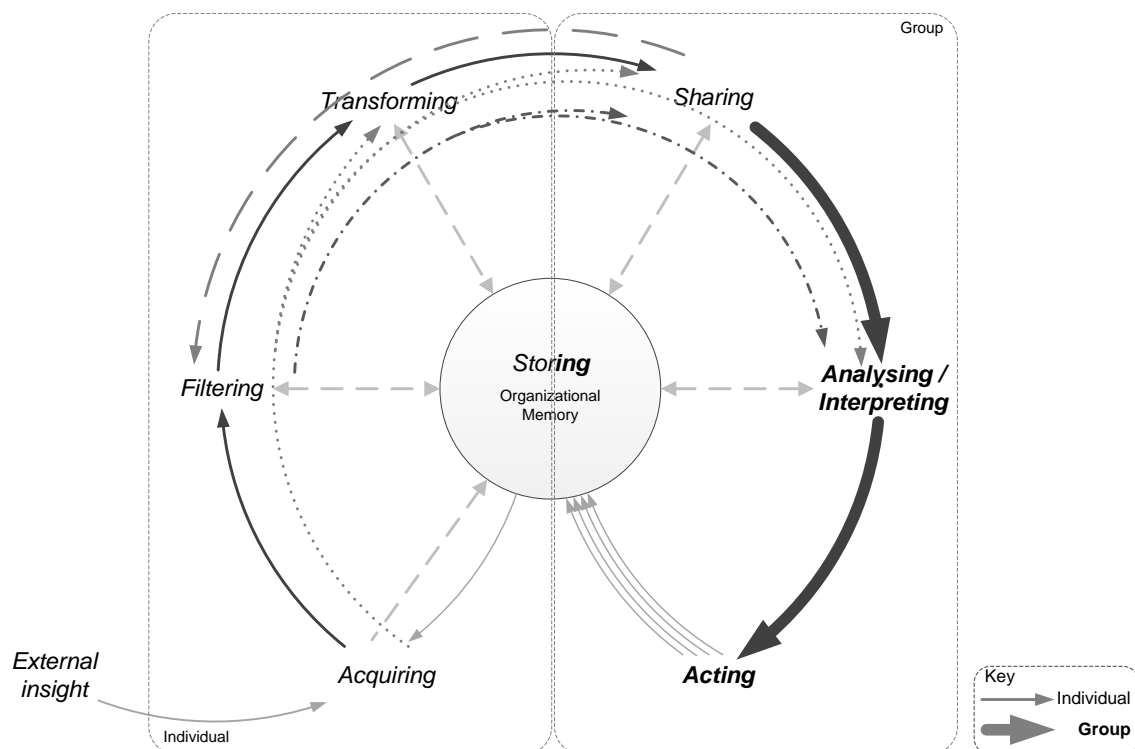 Group
Transforming
Sharing
Storing
Organizational
Memory
Filtering
Analysing /
Interpreting
External
insight
Acquiring
Acting
Individual
Key
Individual
Group